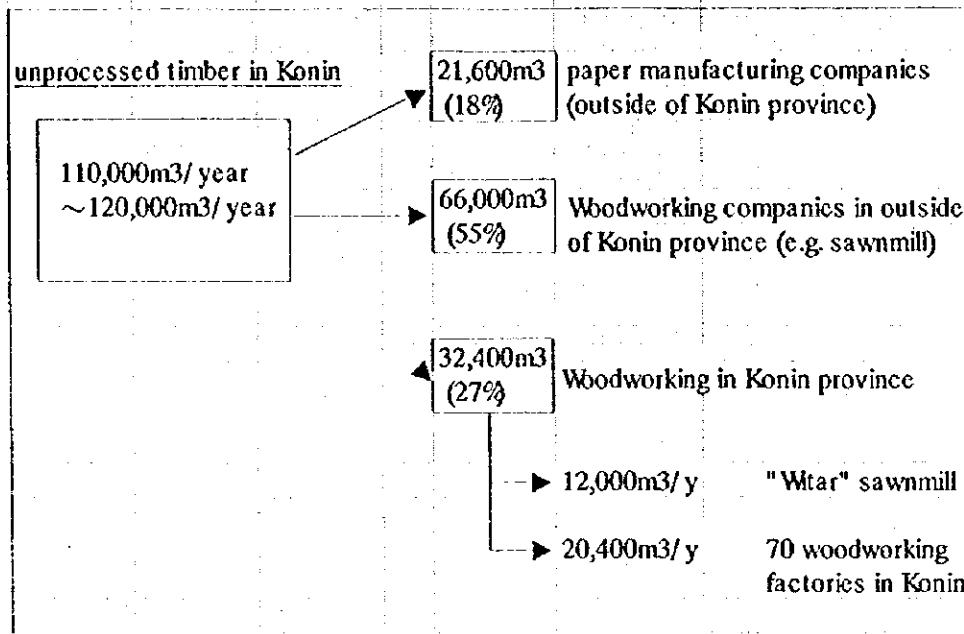 unprocessed timber in Konin
110,000m3/ year
~120,000m3/ year
21,600m3
(18%)
paper manufacturing companies
(outside of Konin province)
66,000m3
(55%)
Woodworking companies in outside
of Konin province (e.g. sawnmill)
32,400m3
(27%)
Woodworking in Konin province
12,000m3/ y "Witar" sawnmill
20,400m3/ y 70 woodworking
factories in Konin